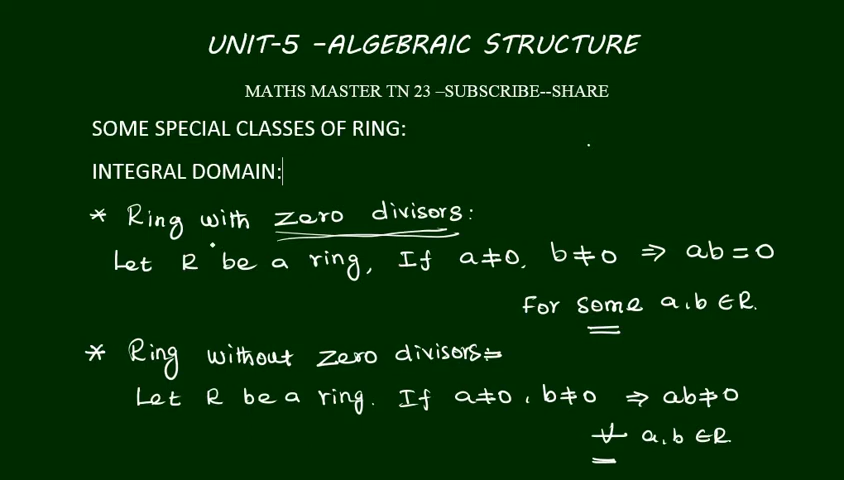 UNIT-5 –ALGEBRAIC STRUCTURE
MATHS MASTER TN 23 –SUBSCRIBE--SHARE
SOME SPECIAL CLASSES OF RING:
INTEGRAL DOMAIN:
* Ring with zero divisors:
Let R be a ring, If a≠0, b≠0 ⇒ ab=0
For some a,b ∈R.
* Ring without zero divisors:
Let R be a ring. If a≠0, b≠0 ⇒ ab≠0
∀ a,b ∈R.